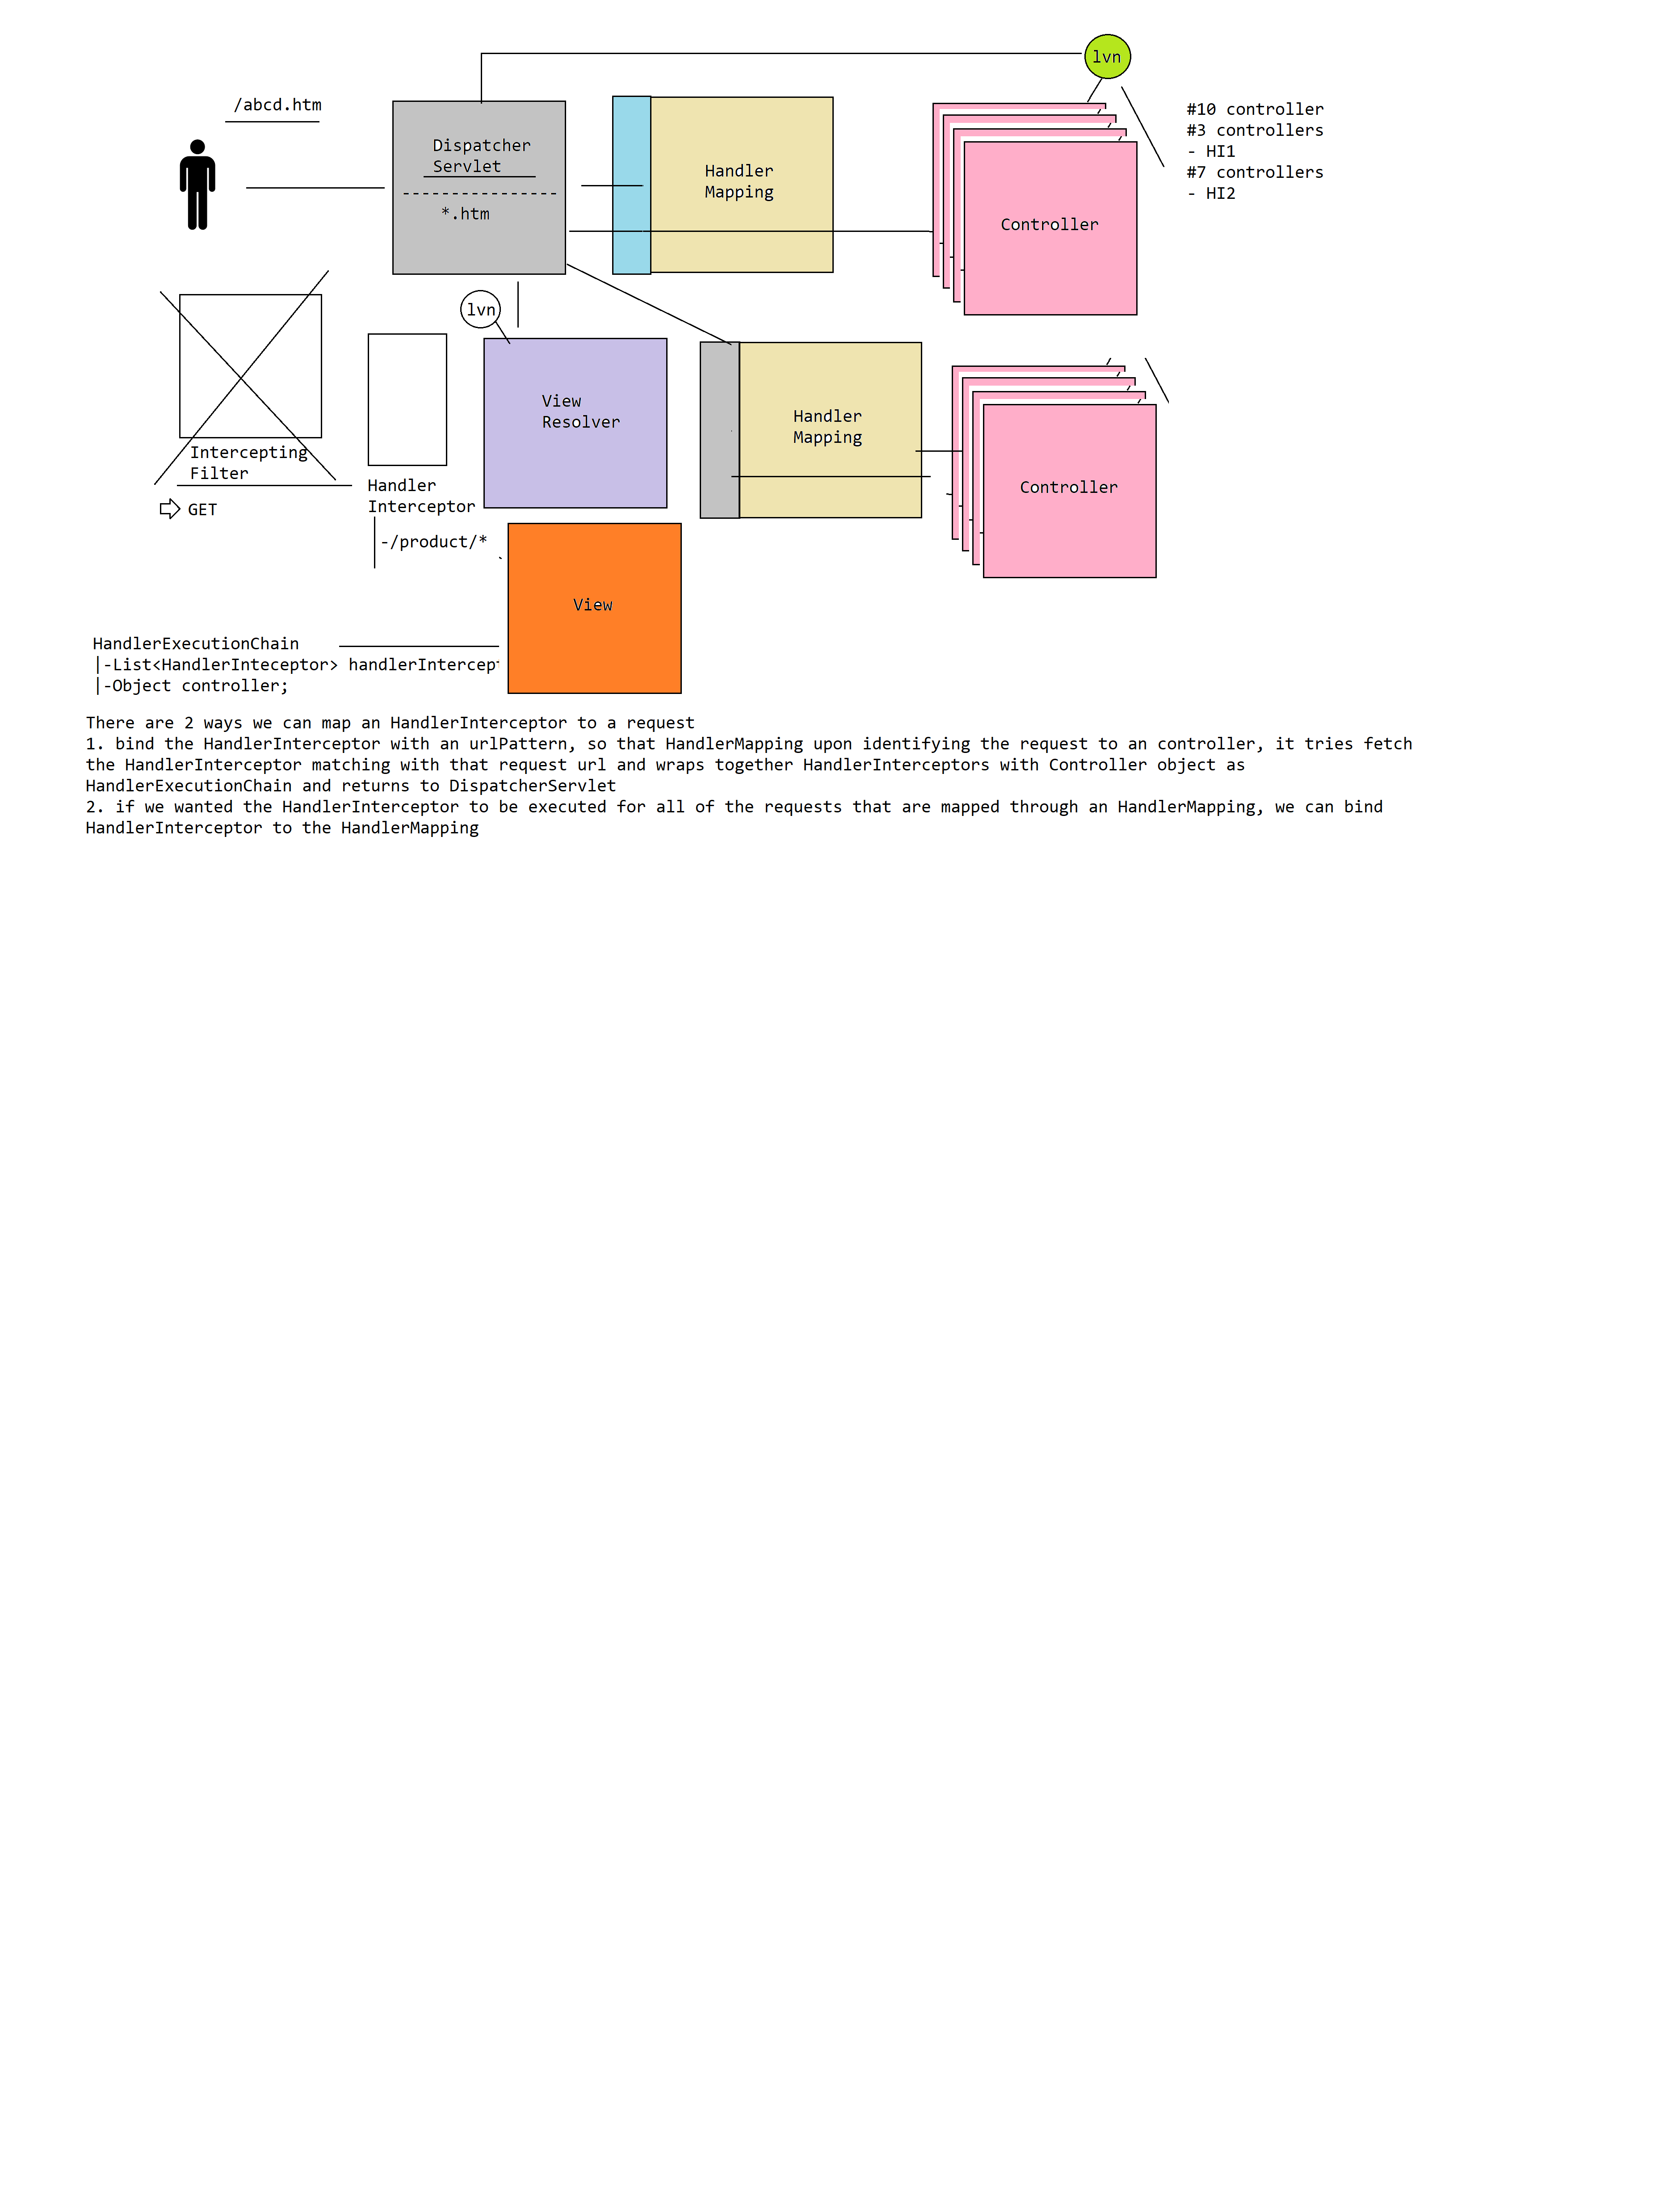 /abcd.htm
Dispatcher
Servlet
*.htm
Handler
Mapping
lvn
Controller
#10 controller
#3 controllers
- HI1
#7 controllers
- HI2
lvn
Intercepting
Filter
GET
Handler
Interceptor
-/product/*
View
Resolver
Handler
Mapping
Controller
View
HandlerExecutionChain
|-List<HandlerInteceptor> handlerIntercept
|-Object controller;
There are 2 ways we can map an HandlerInterceptor to a request
1. bind the HandlerInterceptor with an urlPattern, so that HandlerMapping upon identifying the request to an controller, it tries fetch
the HandlerInterceptor matching with that request url and wraps together HandlerInterceptors with Controller object as
HandlerExecutionChain and returns to DispatcherServlet
2. if we wanted the HandlerInterceptor to be executed for all of the requests that are mapped through an HandlerMapping, we can bind
HandlerInterceptor to the HandlerMapping